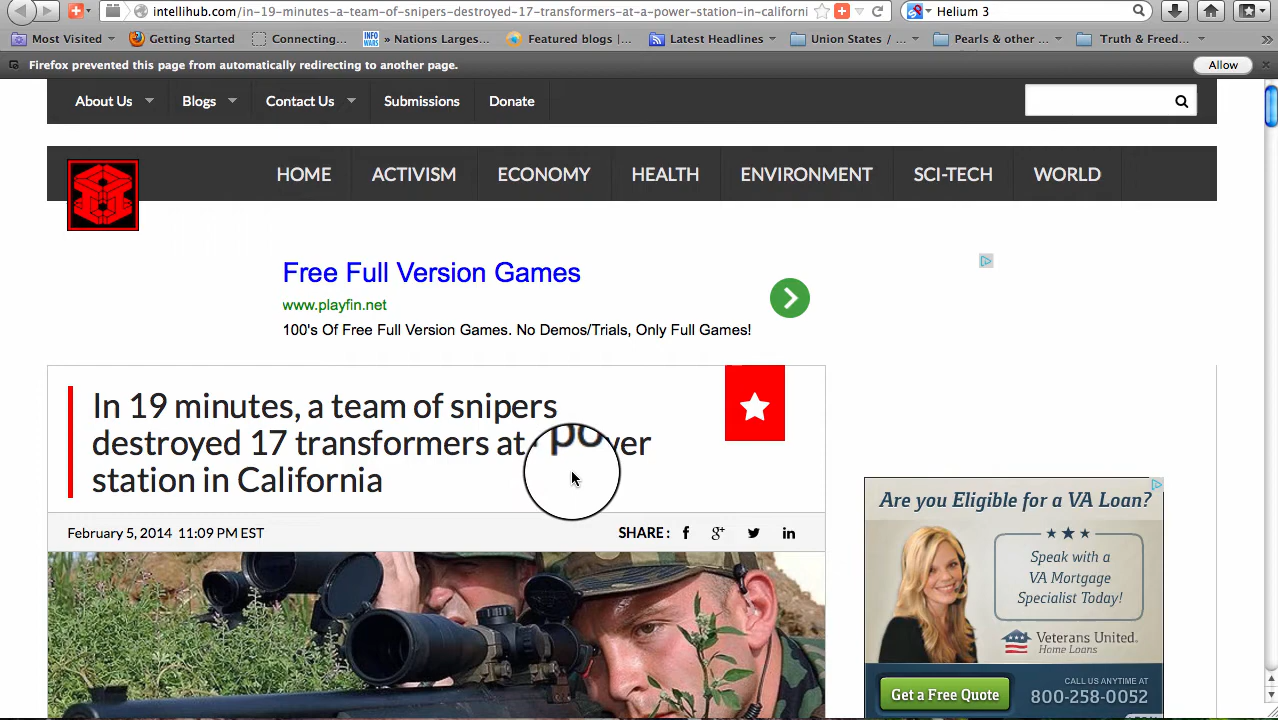 intellihub.com/in-19-minutes-a-team-of-snipers-destroyed-17-transformers-at-a-power-station-in-californi
Helium 3
Most Visited
Getting Started
Connecting...
INFO WARS
» Nations Larges...
Featured blogs |...
Latest Headlines
Union States / ...
Pearls & other ...
Truth & Freed...
Firefox prevented this page from automatically redirecting to another page.
Allow
About Us
Blogs
Contact Us
Submissions
Donate
HOME
ACTIVISM
ECONOMY
HEALTH
ENVIRONMENT
SCI-TECH
WORLD
Free Full Version Games
www.playfin.net
100's Of Free Full Version Games. No Demos/Trials, Only Full Games!
In 19 minutes, a team of snipers
destroyed 17 transformers at power
station in California
February 5, 2014 11:09 PM EST
SHARE :
Are you Eligible for a VA Loan?
Speak with a
VA Mortgage
Specialist Today!
Veterans United
Home Loans
Get a Free Quote
CALL US ANYTIME AT
800-258-0052